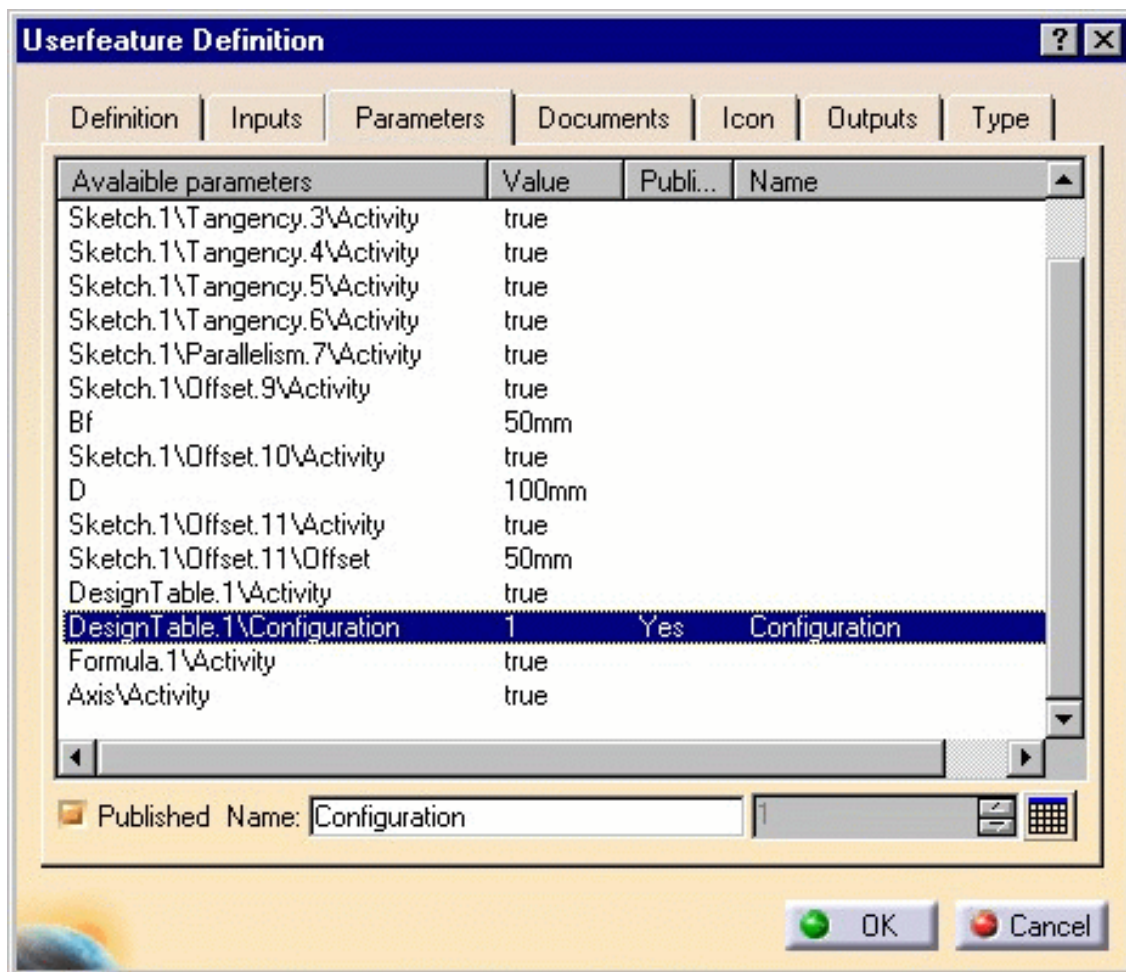 Userfeature Definition
Definition Inputs Parameters Documents Icon Outputs Type
Avalaible parameters Value Publi... Name
Sketch.1\Tangency.3\Activity true
Sketch.1\Tangency.4\Activity true
Sketch.1\Tangency.5\Activity true
Sketch.1\Tangency.6\Activity true
Sketch.1\Parallelism.7\Activity true
Sketch.1\Offset.9\Activity true
Bf 50mm
Sketch.1\Offset.10\Activity true
D 100mm
Sketch.1\Offset.11\Activity true
Sketch.1\Offset.11\Offset 50mm
DesignTable.1\Activity true
DesignTable.1\Configuration 1 Yes Configuration
Formula.1\Activity true
Axis\Activity true
Published Name: Configuration 1
OK Cancel